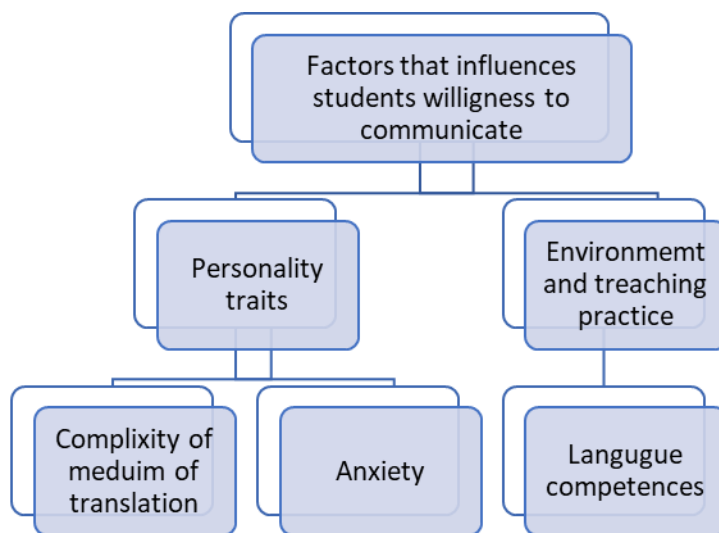 Factors that influences
students willigness to
communicate
Personality
traits
Environmemt
and treaching
practice
Complixity of
meduim of
translation
Anxiety
Langugue
competences